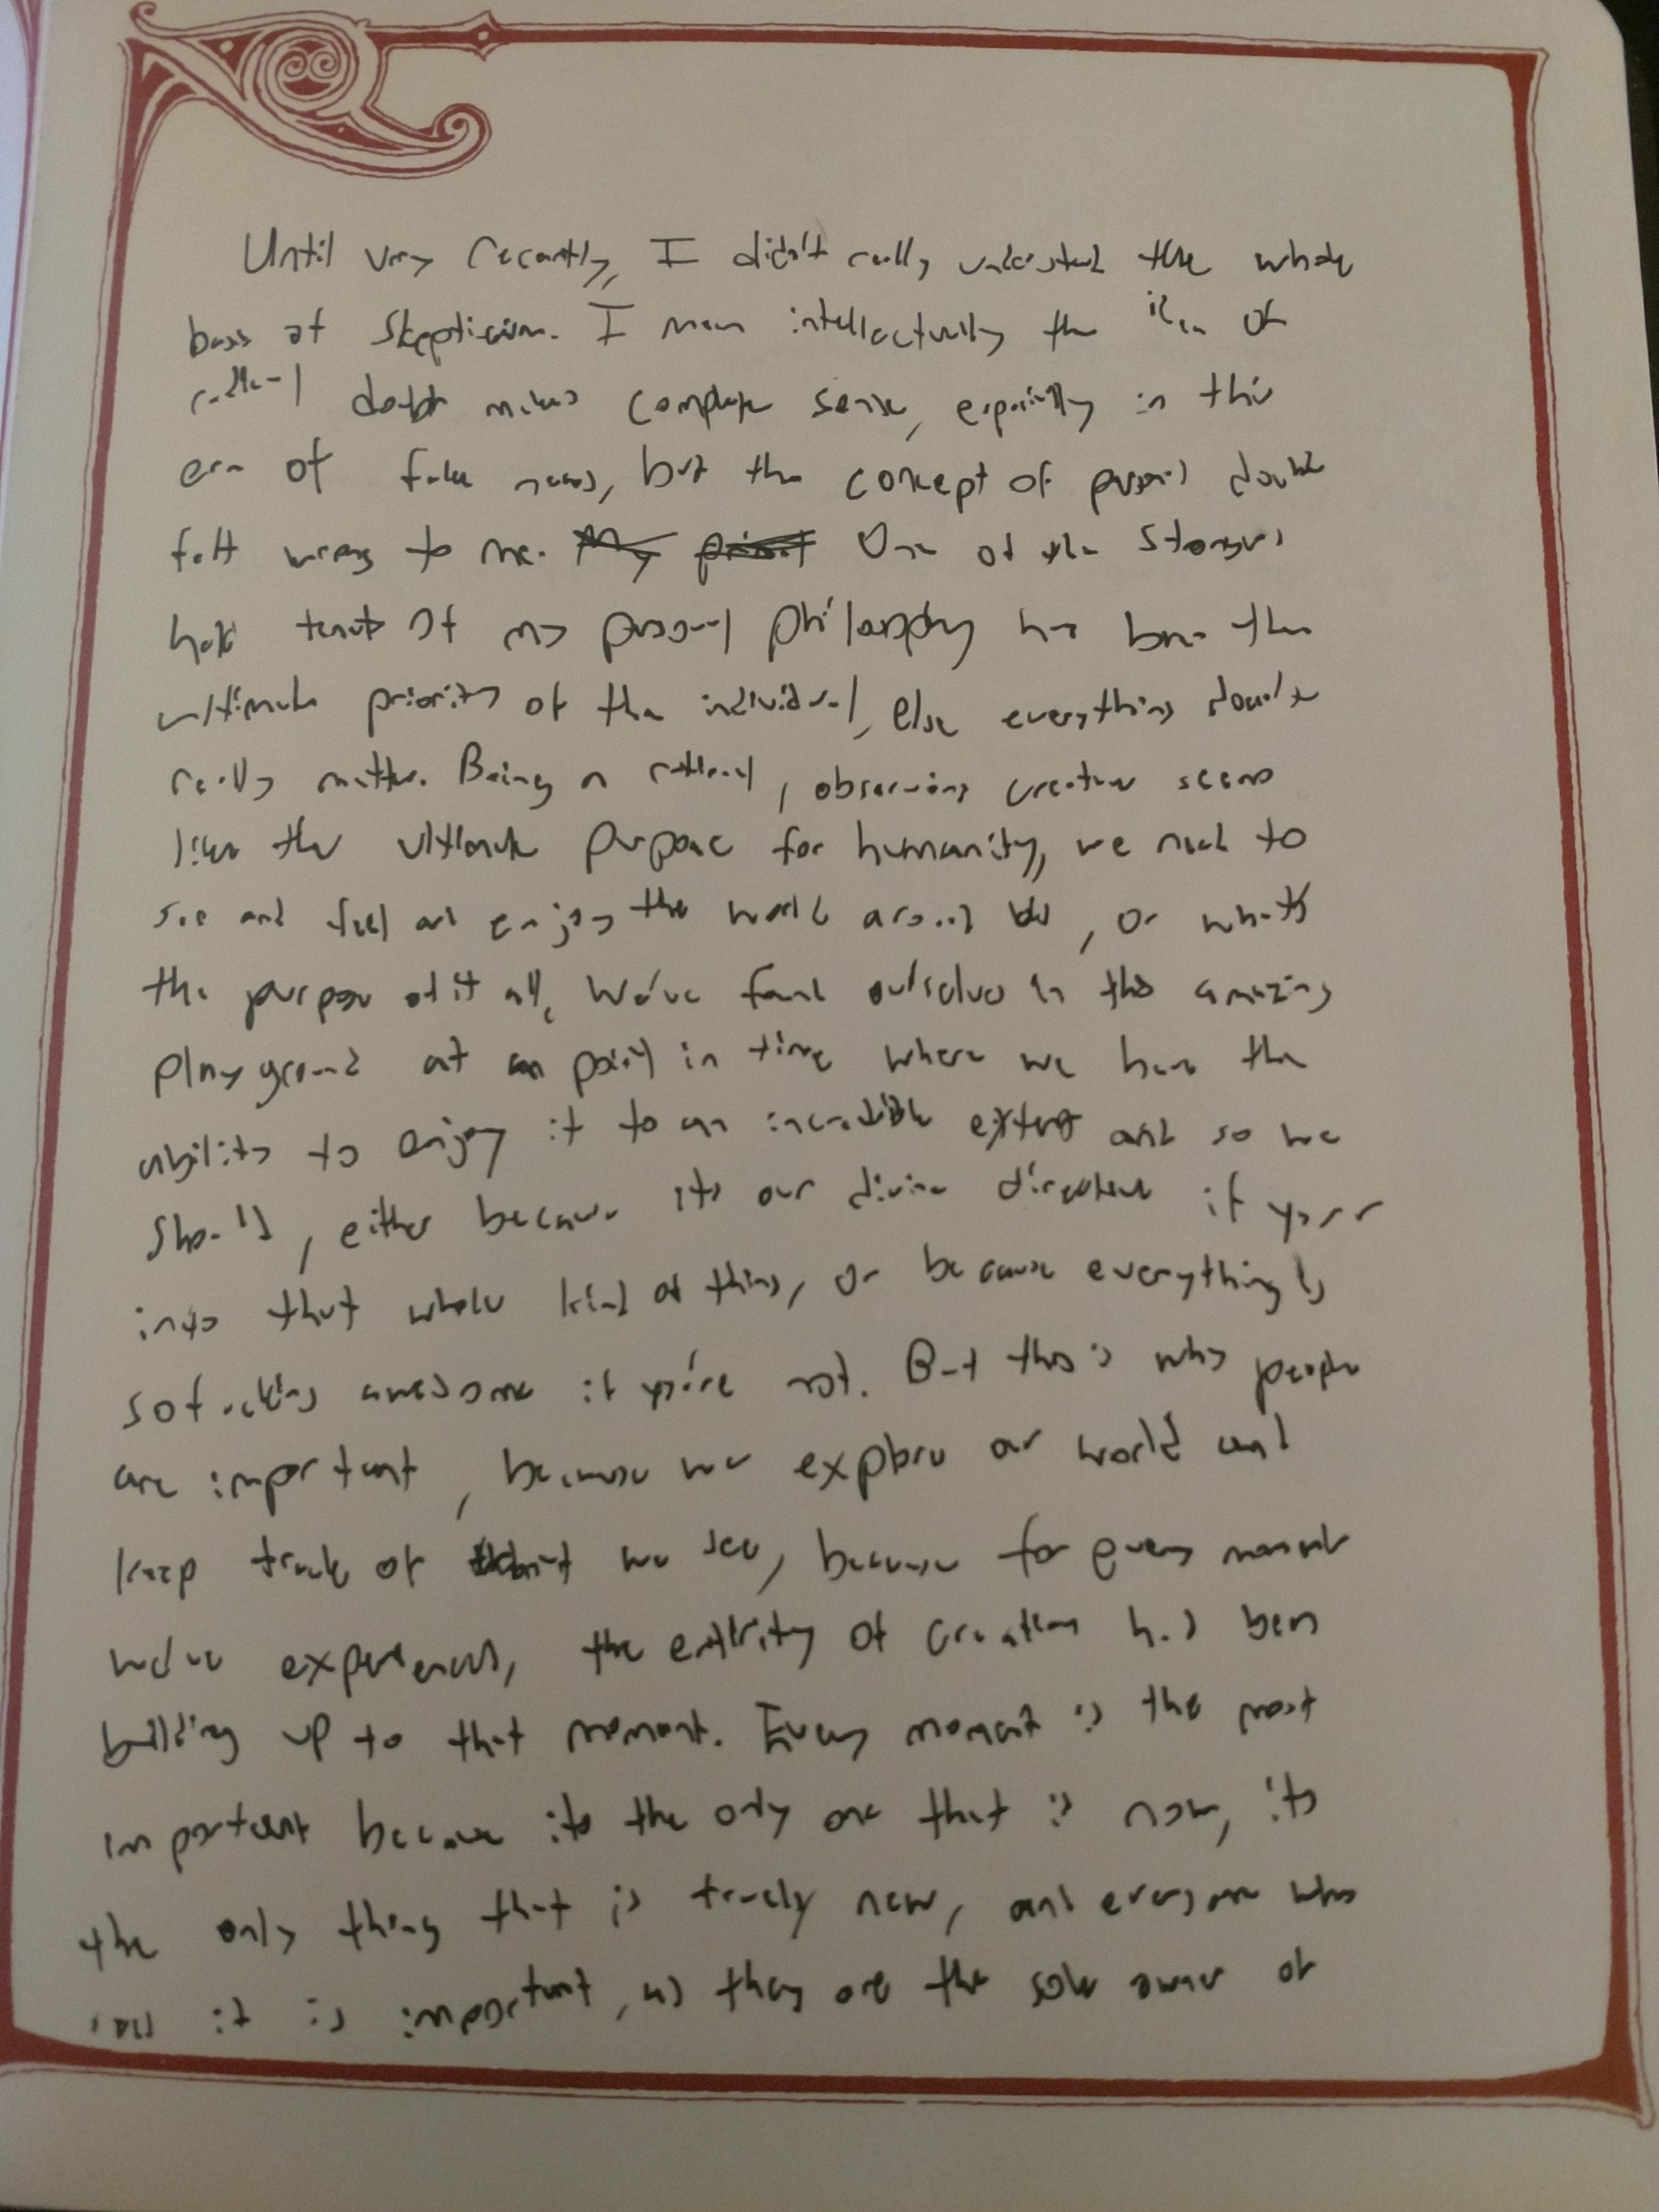 Until very recently, I didn't really understand the whole
basis of Skepticism. I mean intellectually the idea of
rational doubt makes complete sense, especially in this
era of fake news, but the concept of personal doubt
felt wrong to me. One of the strongest
held tenets of my personal philosophy has been the
ultimate priority of the individual, else everything doesn't
really matter. Being a rational, observing creature seems
like the ultimate purpose for humanity, we need to
see and feel and enjoy the world around us, or what's
the purpose of it all. We've found ourselves in this amazing
playground at a point in time where we have the
ability to enjoy it to an incredible extent and so we
should, either because its our divine directive if your
into that whole kind of thing, or because everything is
so fucking awesome if you're not. But this is why people
are important, because we explore our world and
keep track of what we see, because for every moment
we've experienced, the entirity of creation has been
building up to that moment. Every moment is the most
important because its the only one that is now, its
the only thing that is truely new, and everyone who
it is important, as they are the sole owner of